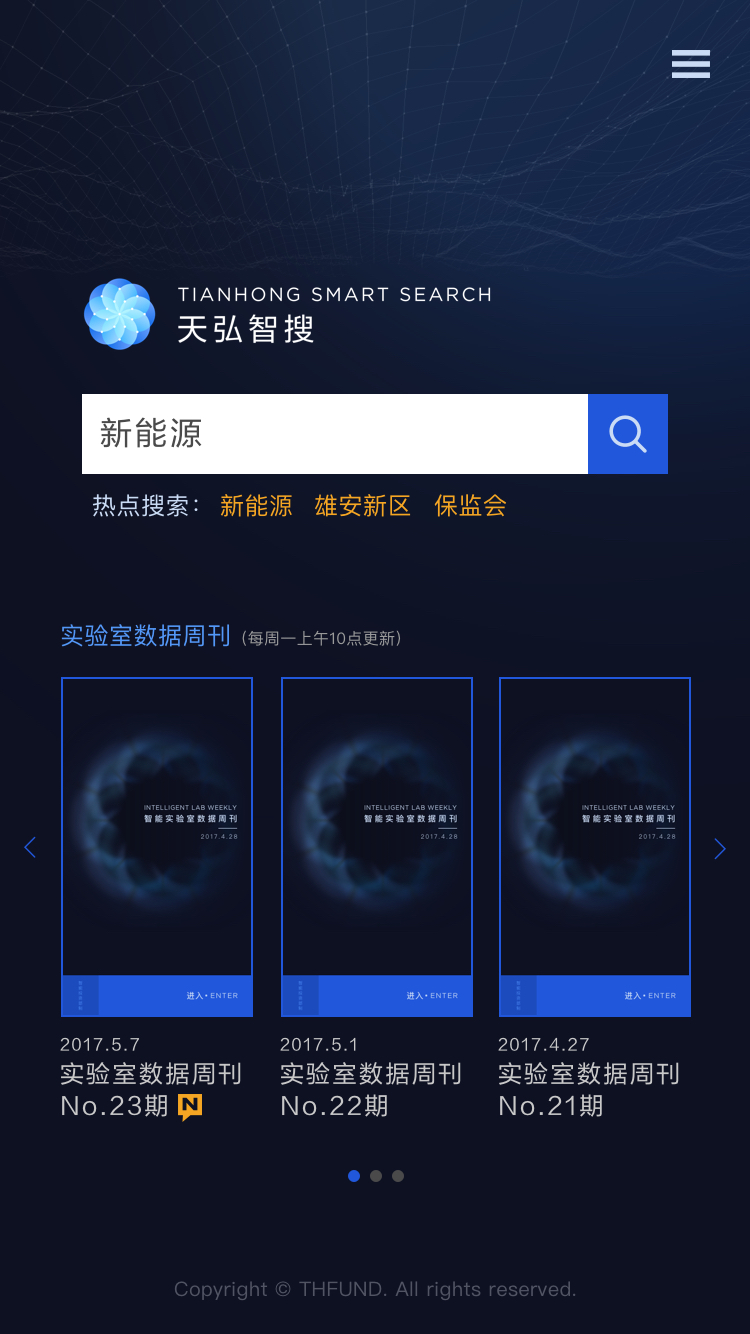 TIANHONG SMART SEARCH
天弘智搜
新能源
热点搜索： 新能源 雄安新区 保监会
实验室数据周刊（每周一上午10点更新）
INTELLIGENT LAB WEEKLY
智能实验室数据周刊
2017.4.28
进入•ENTER
2017.5.7
实验室数据周刊
No.23期 N
INTELLIGENT LAB WEEKLY
智能实验室数据周刊
2017.4.28
进入•ENTER
2017.5.1
实验室数据周刊
No.22期
INTELLIGENT LAB WEEKLY
智能实验室数据周刊
2017.4.28
进入•ENTER
2017.4.27
实验室数据周刊
No.21期
Copyright © THFUND. All rights reserved.